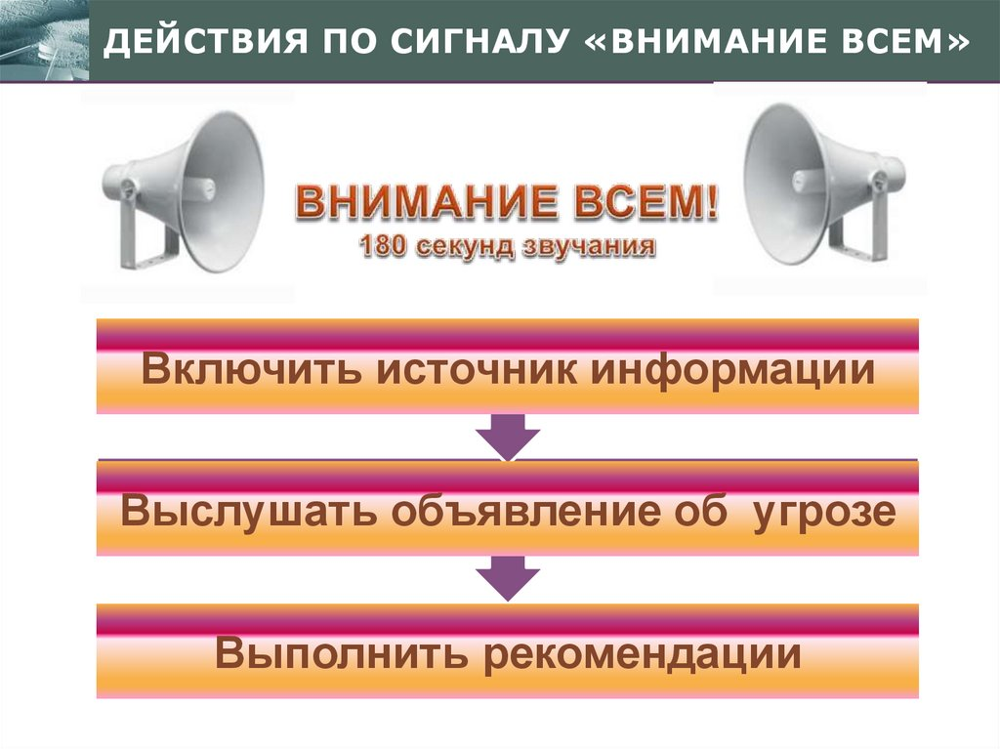 ДЕЙСТВИЯ ПО СИГНАЛУ «ВНИМАНИЕ ВСЕМ»
ВНИМАНИЕ ВСЕМ!
180 секунд звучания
Включить источник информации
Выслушать объявление об угрозе
Выполнить рекомендации